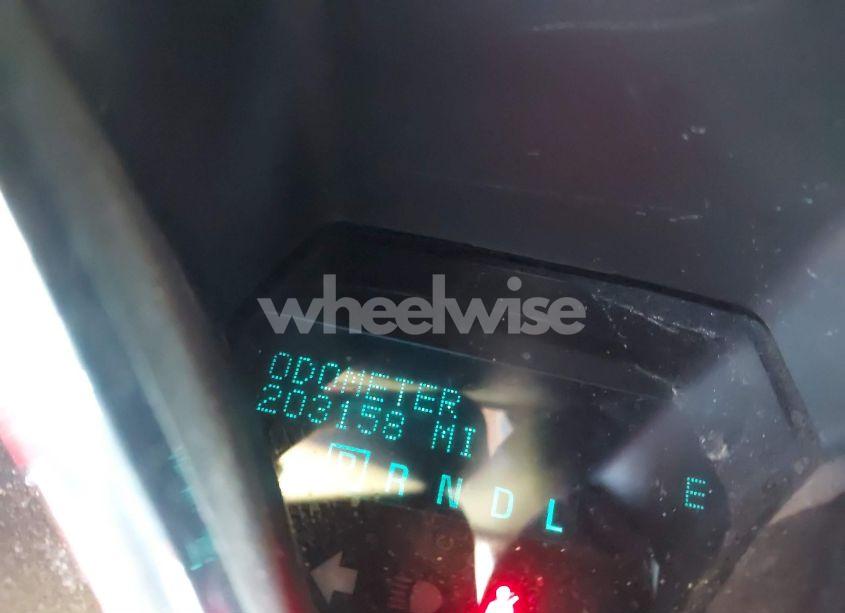 wheelwise
ODOMETER
203158 MI
P R N D L
E